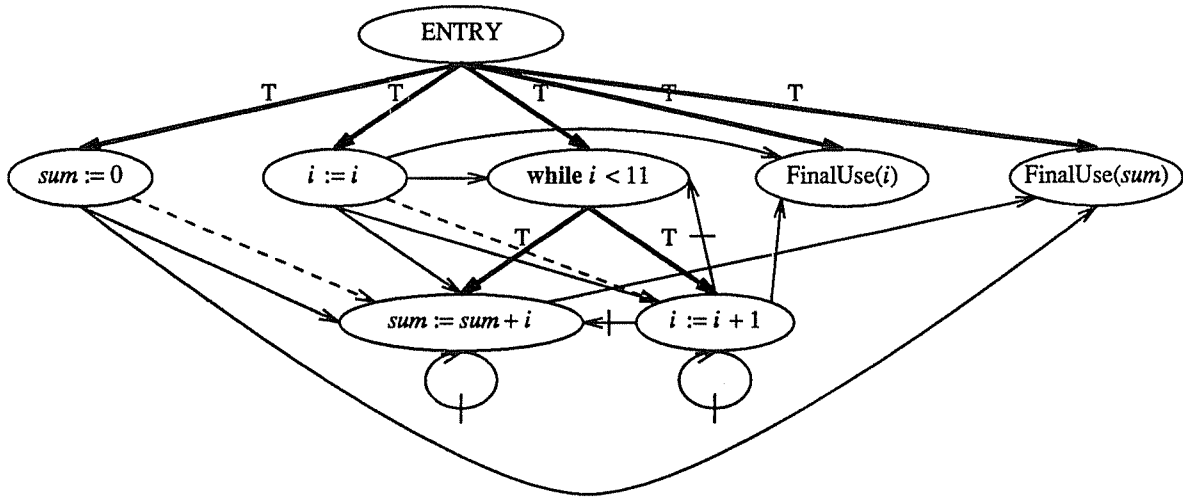 ENTRY
T T T T T
sum := 0 i := i while i < 11 FinalUse(i) FinalUse(sum)
T T
sum := sum + i i := i + 1